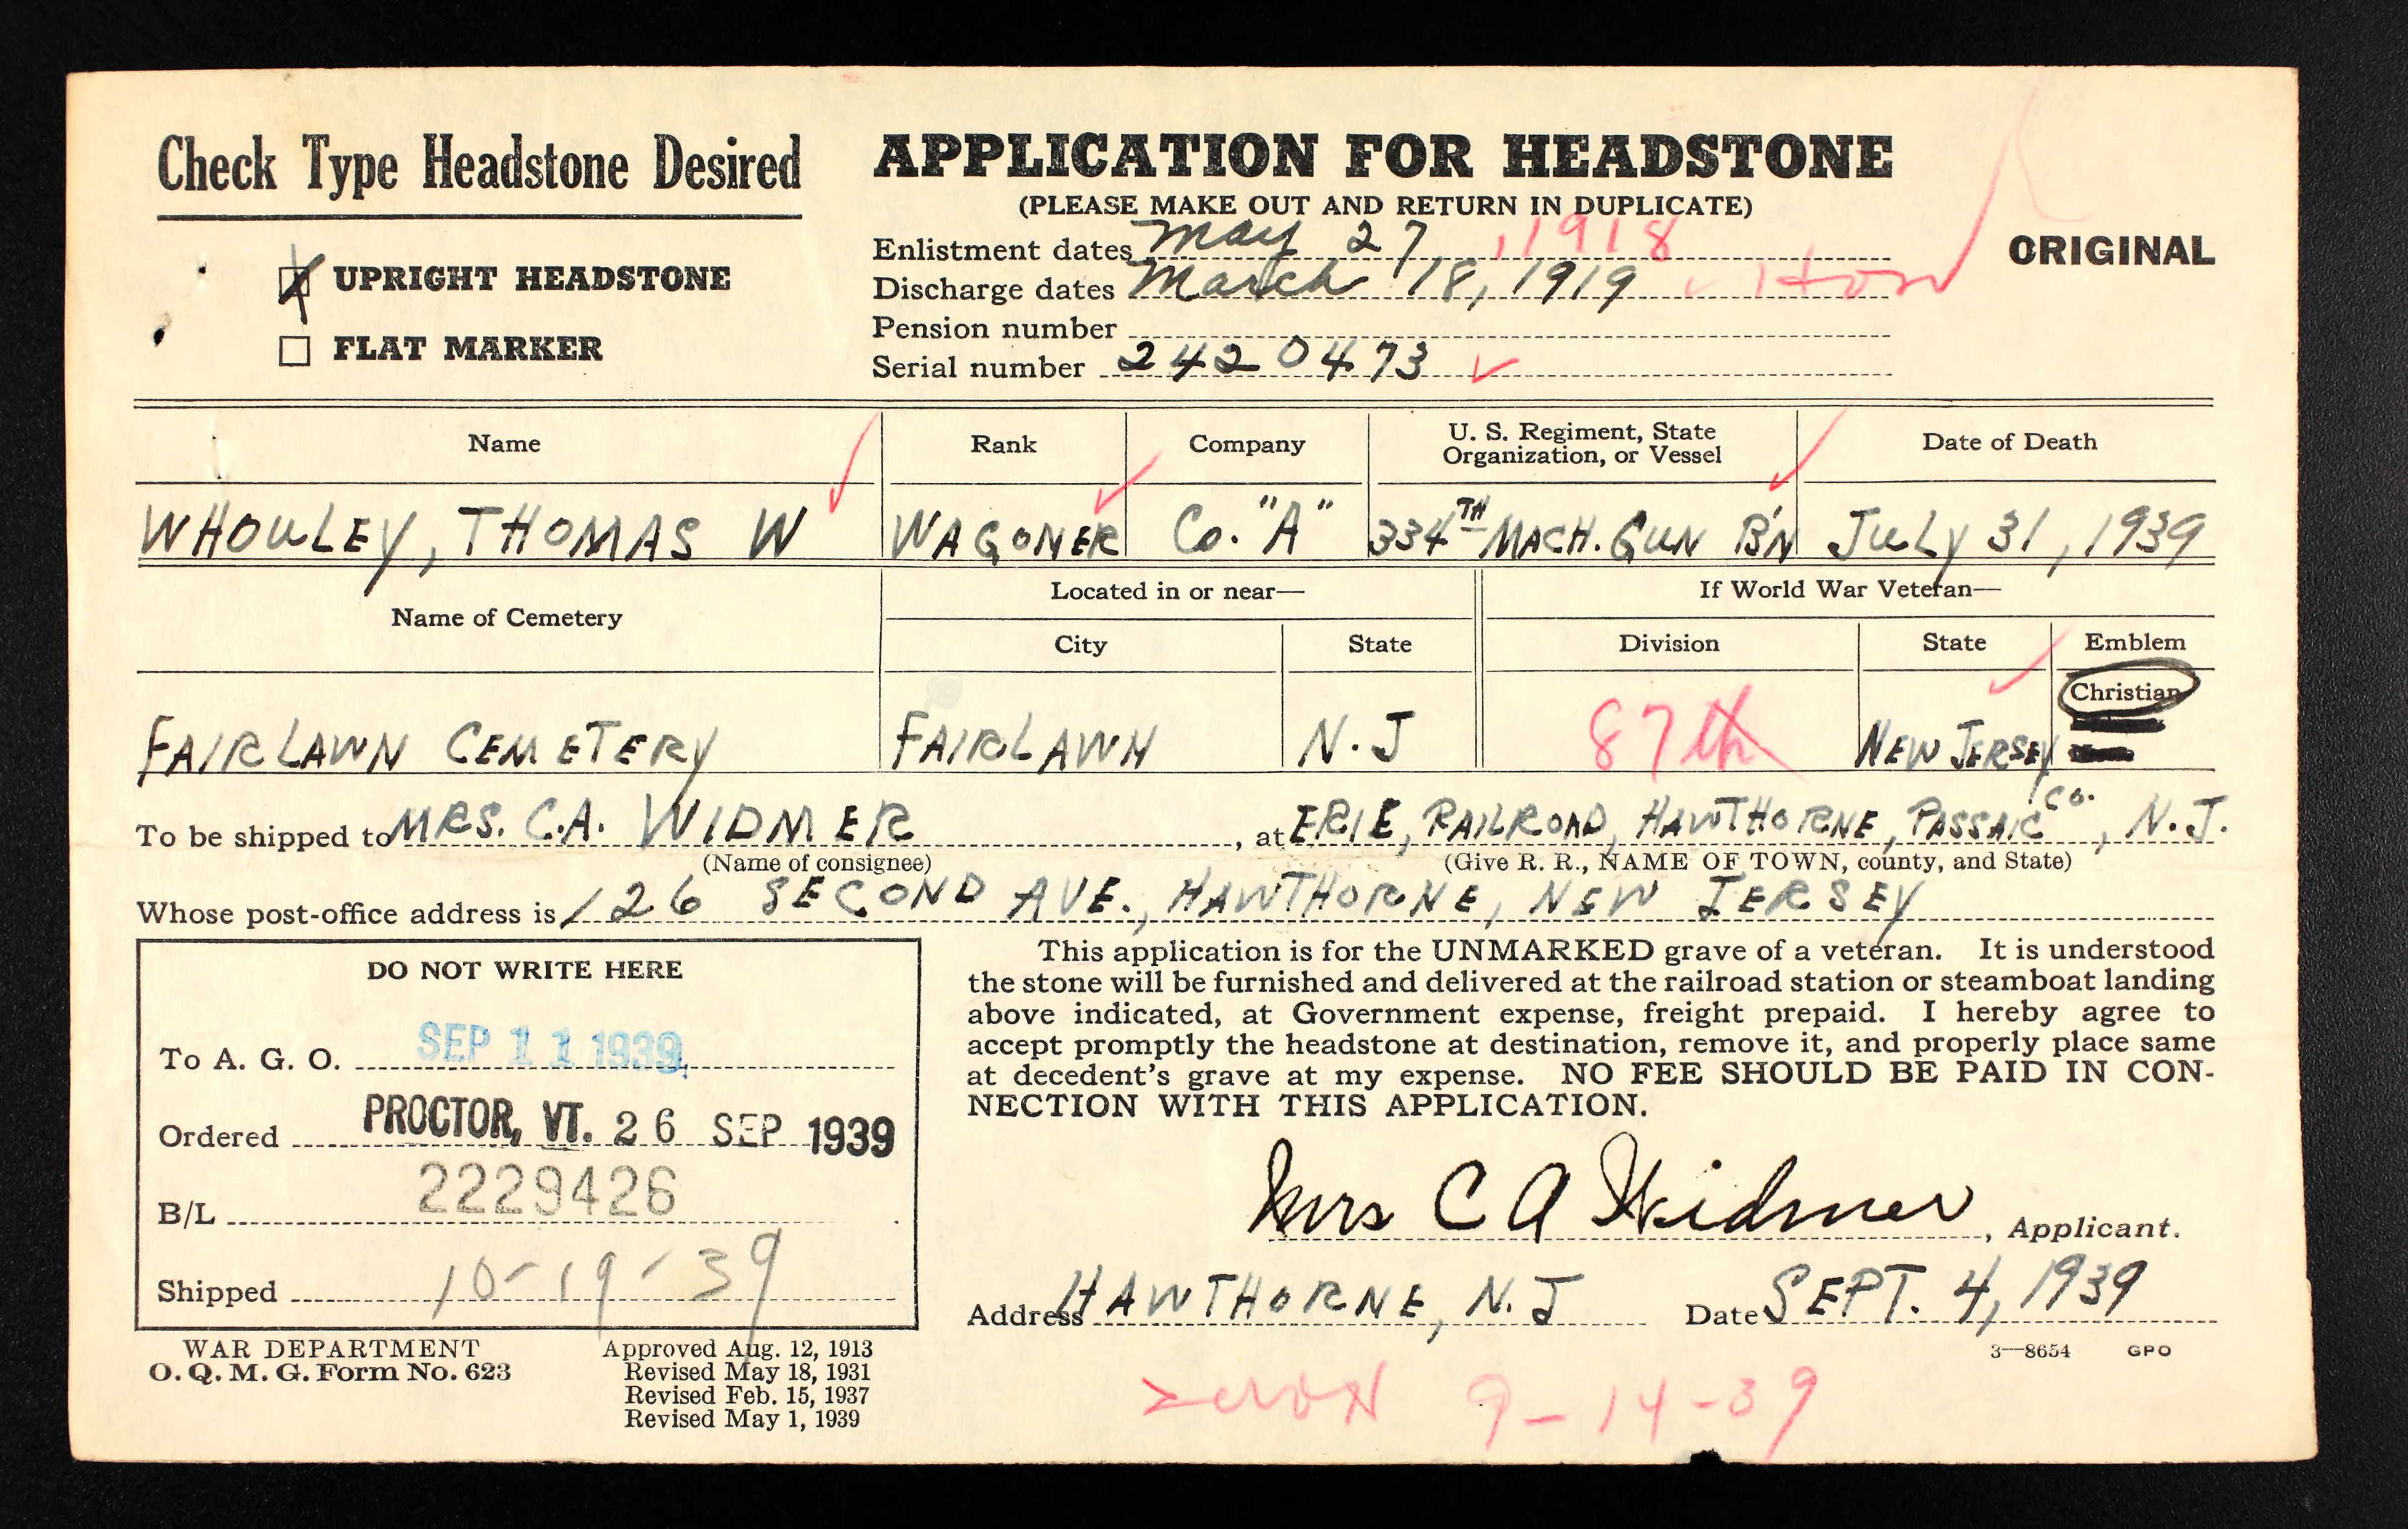 Check Type Headstone Desired
UPRIGHT HEADSTONE
FLAT MARKER
APPLICATION FOR HEADSTONE
(PLEASE MAKE OUT AND RETURN IN DUPLICATE)
Enlistment dates May 27, 1918
Discharge dates March 18, 1919 Hon
Pension number
Serial number 2420473
ORIGINAL
Name Rank Company U. S. Regiment, State Organization, or Vessel Date of Death
WHOULEY, THOMAS W WAGONER Co. "A" 334TH MACH. GUN B'N JULY 31, 1939
Name of Cemetery Located in or near— If World War Veteran—
City State Division State Emblem
Christian
FAIRLAWN CEMETERY FAIRLAWN N.J 87th NEW JERSEY
To be shipped to MRS. C.A. WIDMER, at ERIE, RAILROAD, HAWTHORNE, PASSAIC CO., N.J.
(Name of consignee) (Give R. R., NAME OF TOWN, county, and State)
Whose post-office address is 126 SECOND AVE., HAWTHORNE, NEW JERSEY
DO NOT WRITE HERE
To A. G. O. SEP 11 1939
Ordered PROCTOR, VT. 26 SEP 1939
B/L 2229426
Shipped 10-19-39
This application is for the UNMARKED grave of a veteran. It is understood
the stone will be furnished and delivered at the railroad station or steamboat landing
above indicated, at Government expense, freight prepaid. I hereby agree to
accept promptly the headstone at destination, remove it, and properly place same
at decedent's grave at my expense. NO FEE SHOULD BE PAID IN CON-
NECTION WITH THIS APPLICATION.
Mrs C A Widmer, Applicant.
Address HAWTHORNE, N.J Date SEPT. 4, 1939
3—8654 GPO
WAR DEPARTMENT
O. Q. M. G. Form No. 623
Approved Aug. 12, 1913
Revised May 18, 1931
Revised Feb. 15, 1937
Revised May 1, 1939
9-14-39